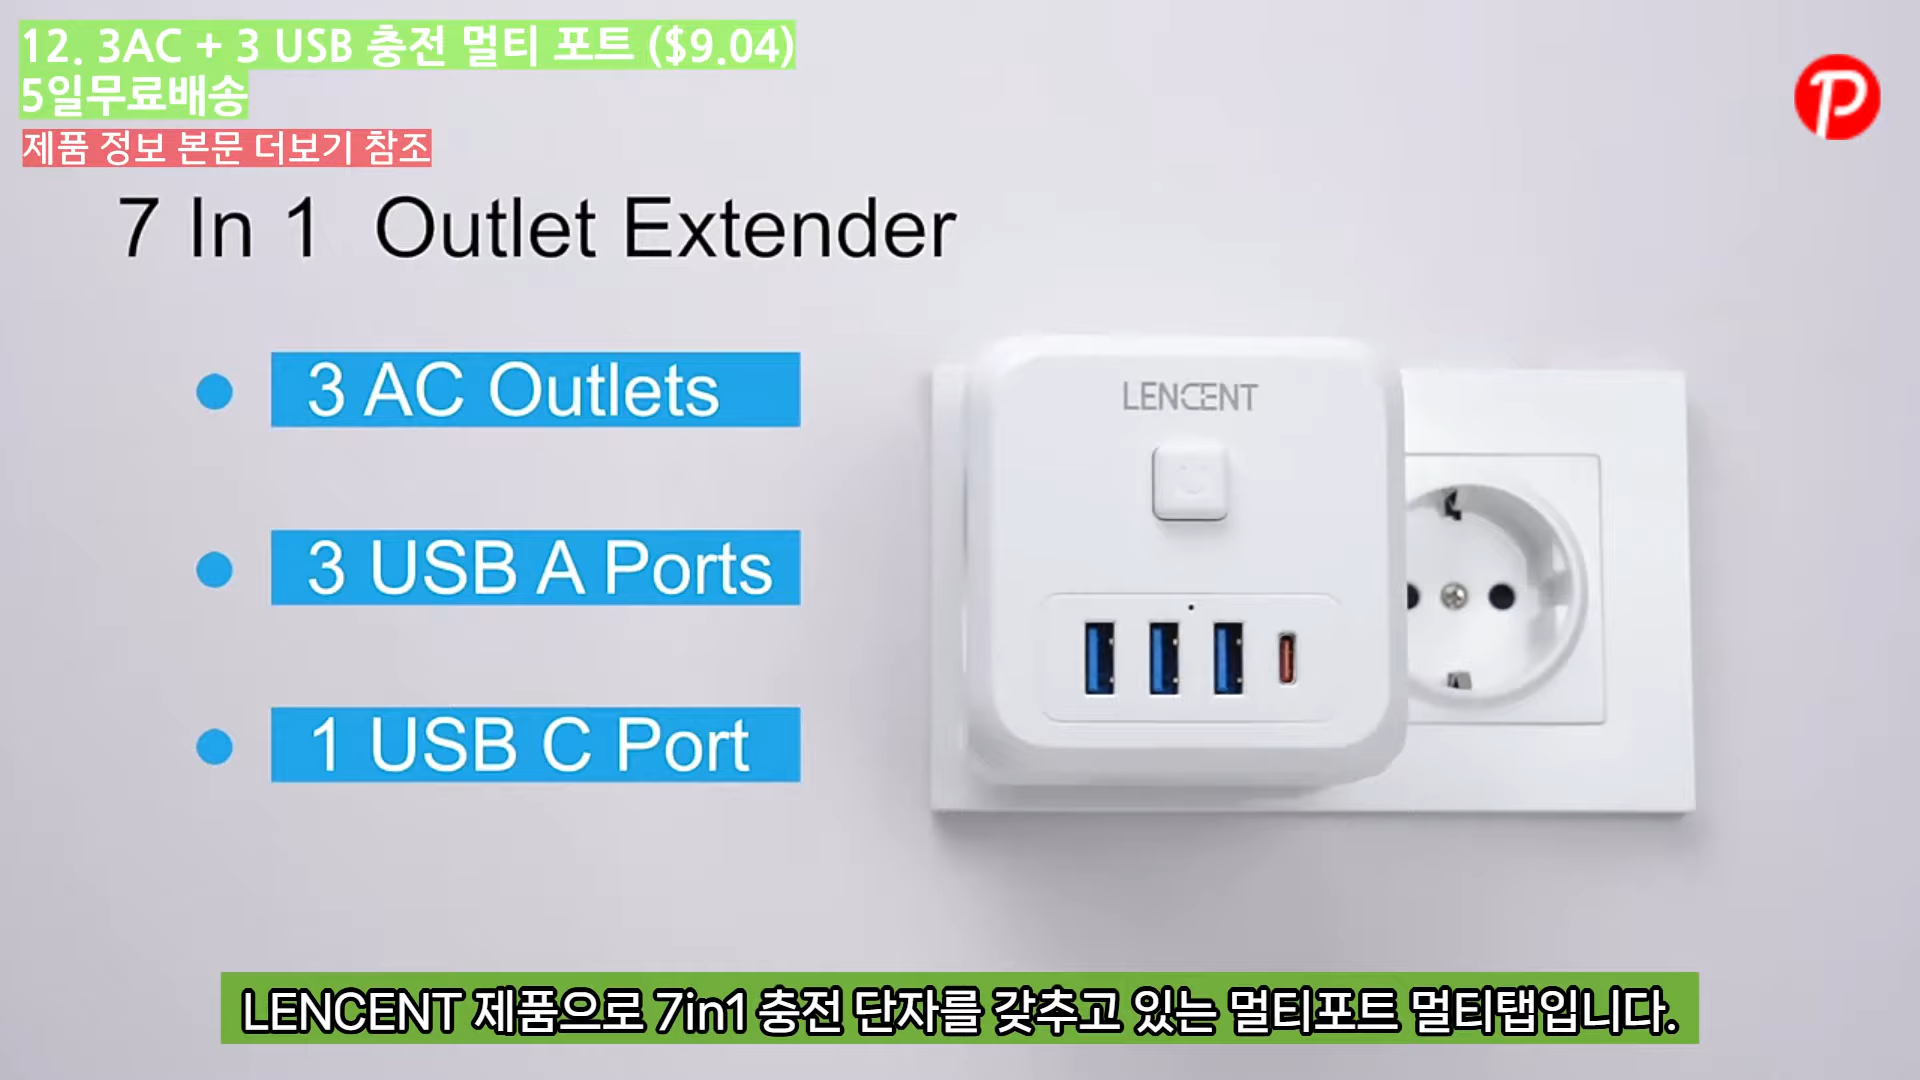 12. 3AC + 3 USB 충전 멀티 포트 ($9.04)
5일무료배송
제품 정보 본문 더보기 참조
7 In 1 Outlet Extender
3 AC Outlets
3 USB A Ports
1 USB C Port
LENCENT
LENCENT 제품으로 7in1 충전 단자를 갖추고 있는 멀티포트 멀티탭입니다.